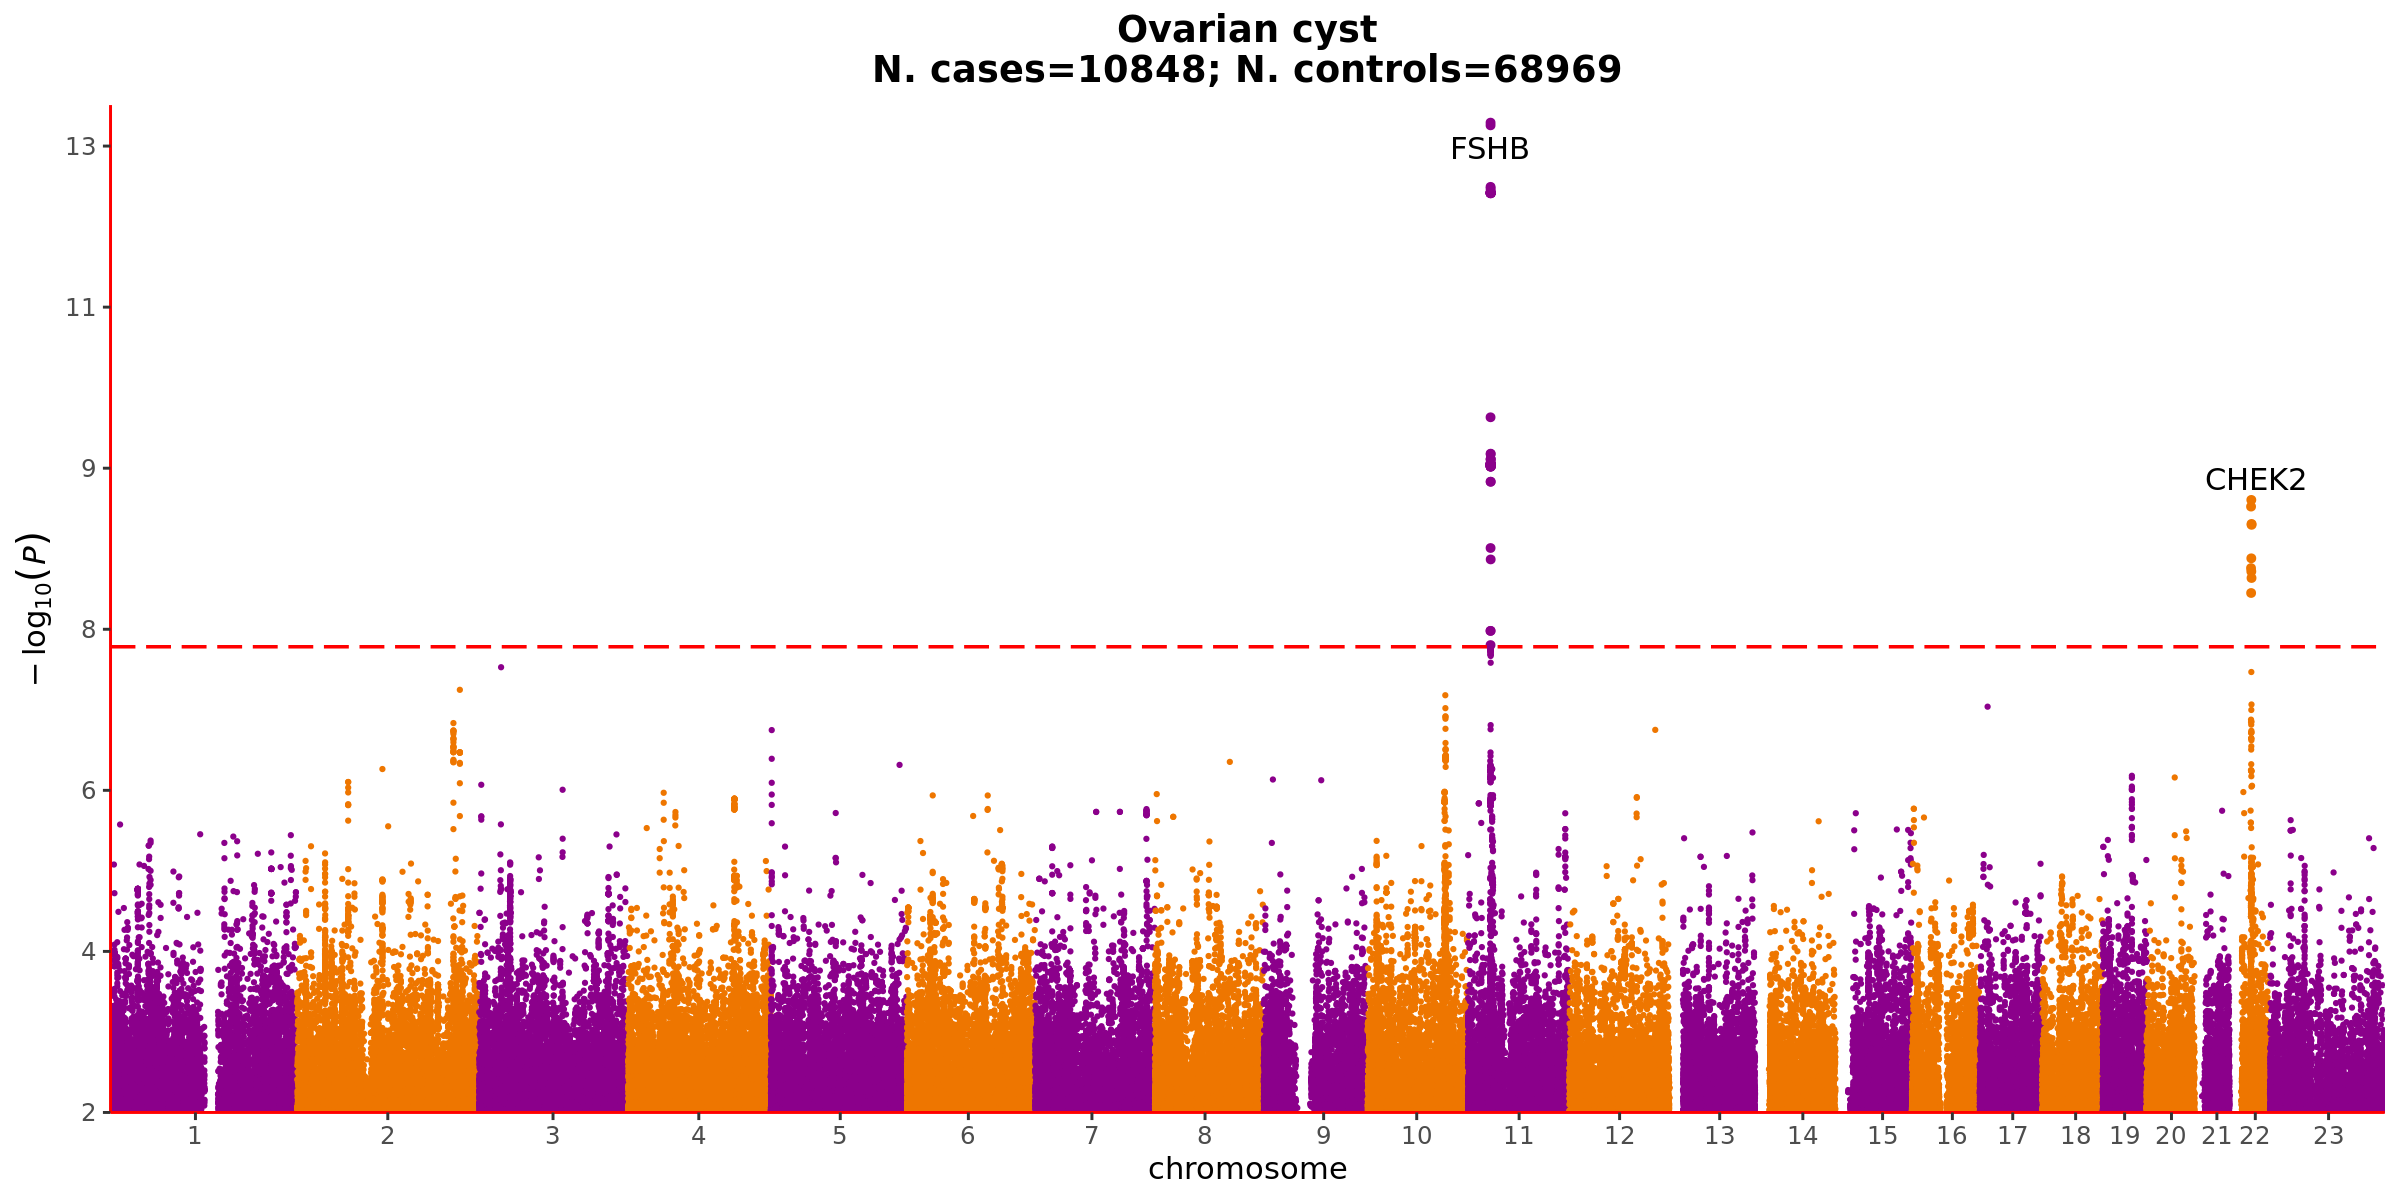 Ovarian cyst
N. cases=10848; N. controls=68969
13
FSHB
11
9
CHEK2
8
6
4
2
−log₁₀(P)
1 2 3 4 5 6 7 8 9 10 11 12 13 14 15 16 17 18 19 20 21 22 23
chromosome